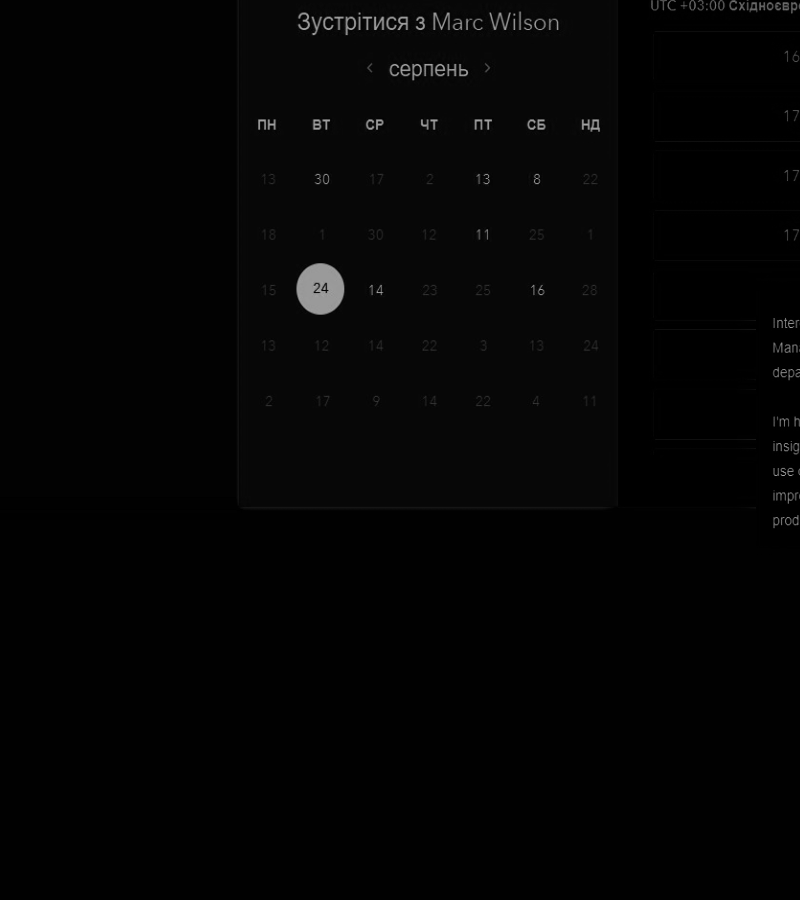 UTC +03:00 Східноєвро
Зустрітися з Marc Wilson
серпень
ПН ВТ СР ЧТ ПТ СБ НД
13 30 17 2 13 8 22
18 1 30 12 11 25 1
15 24 14 23 25 16 28
13 12 14 22 3 13 24
2 17 9 14 22 4 11
16
17
17
17
Inter
Mana
depa
I'm h
insig
use
impr
prod